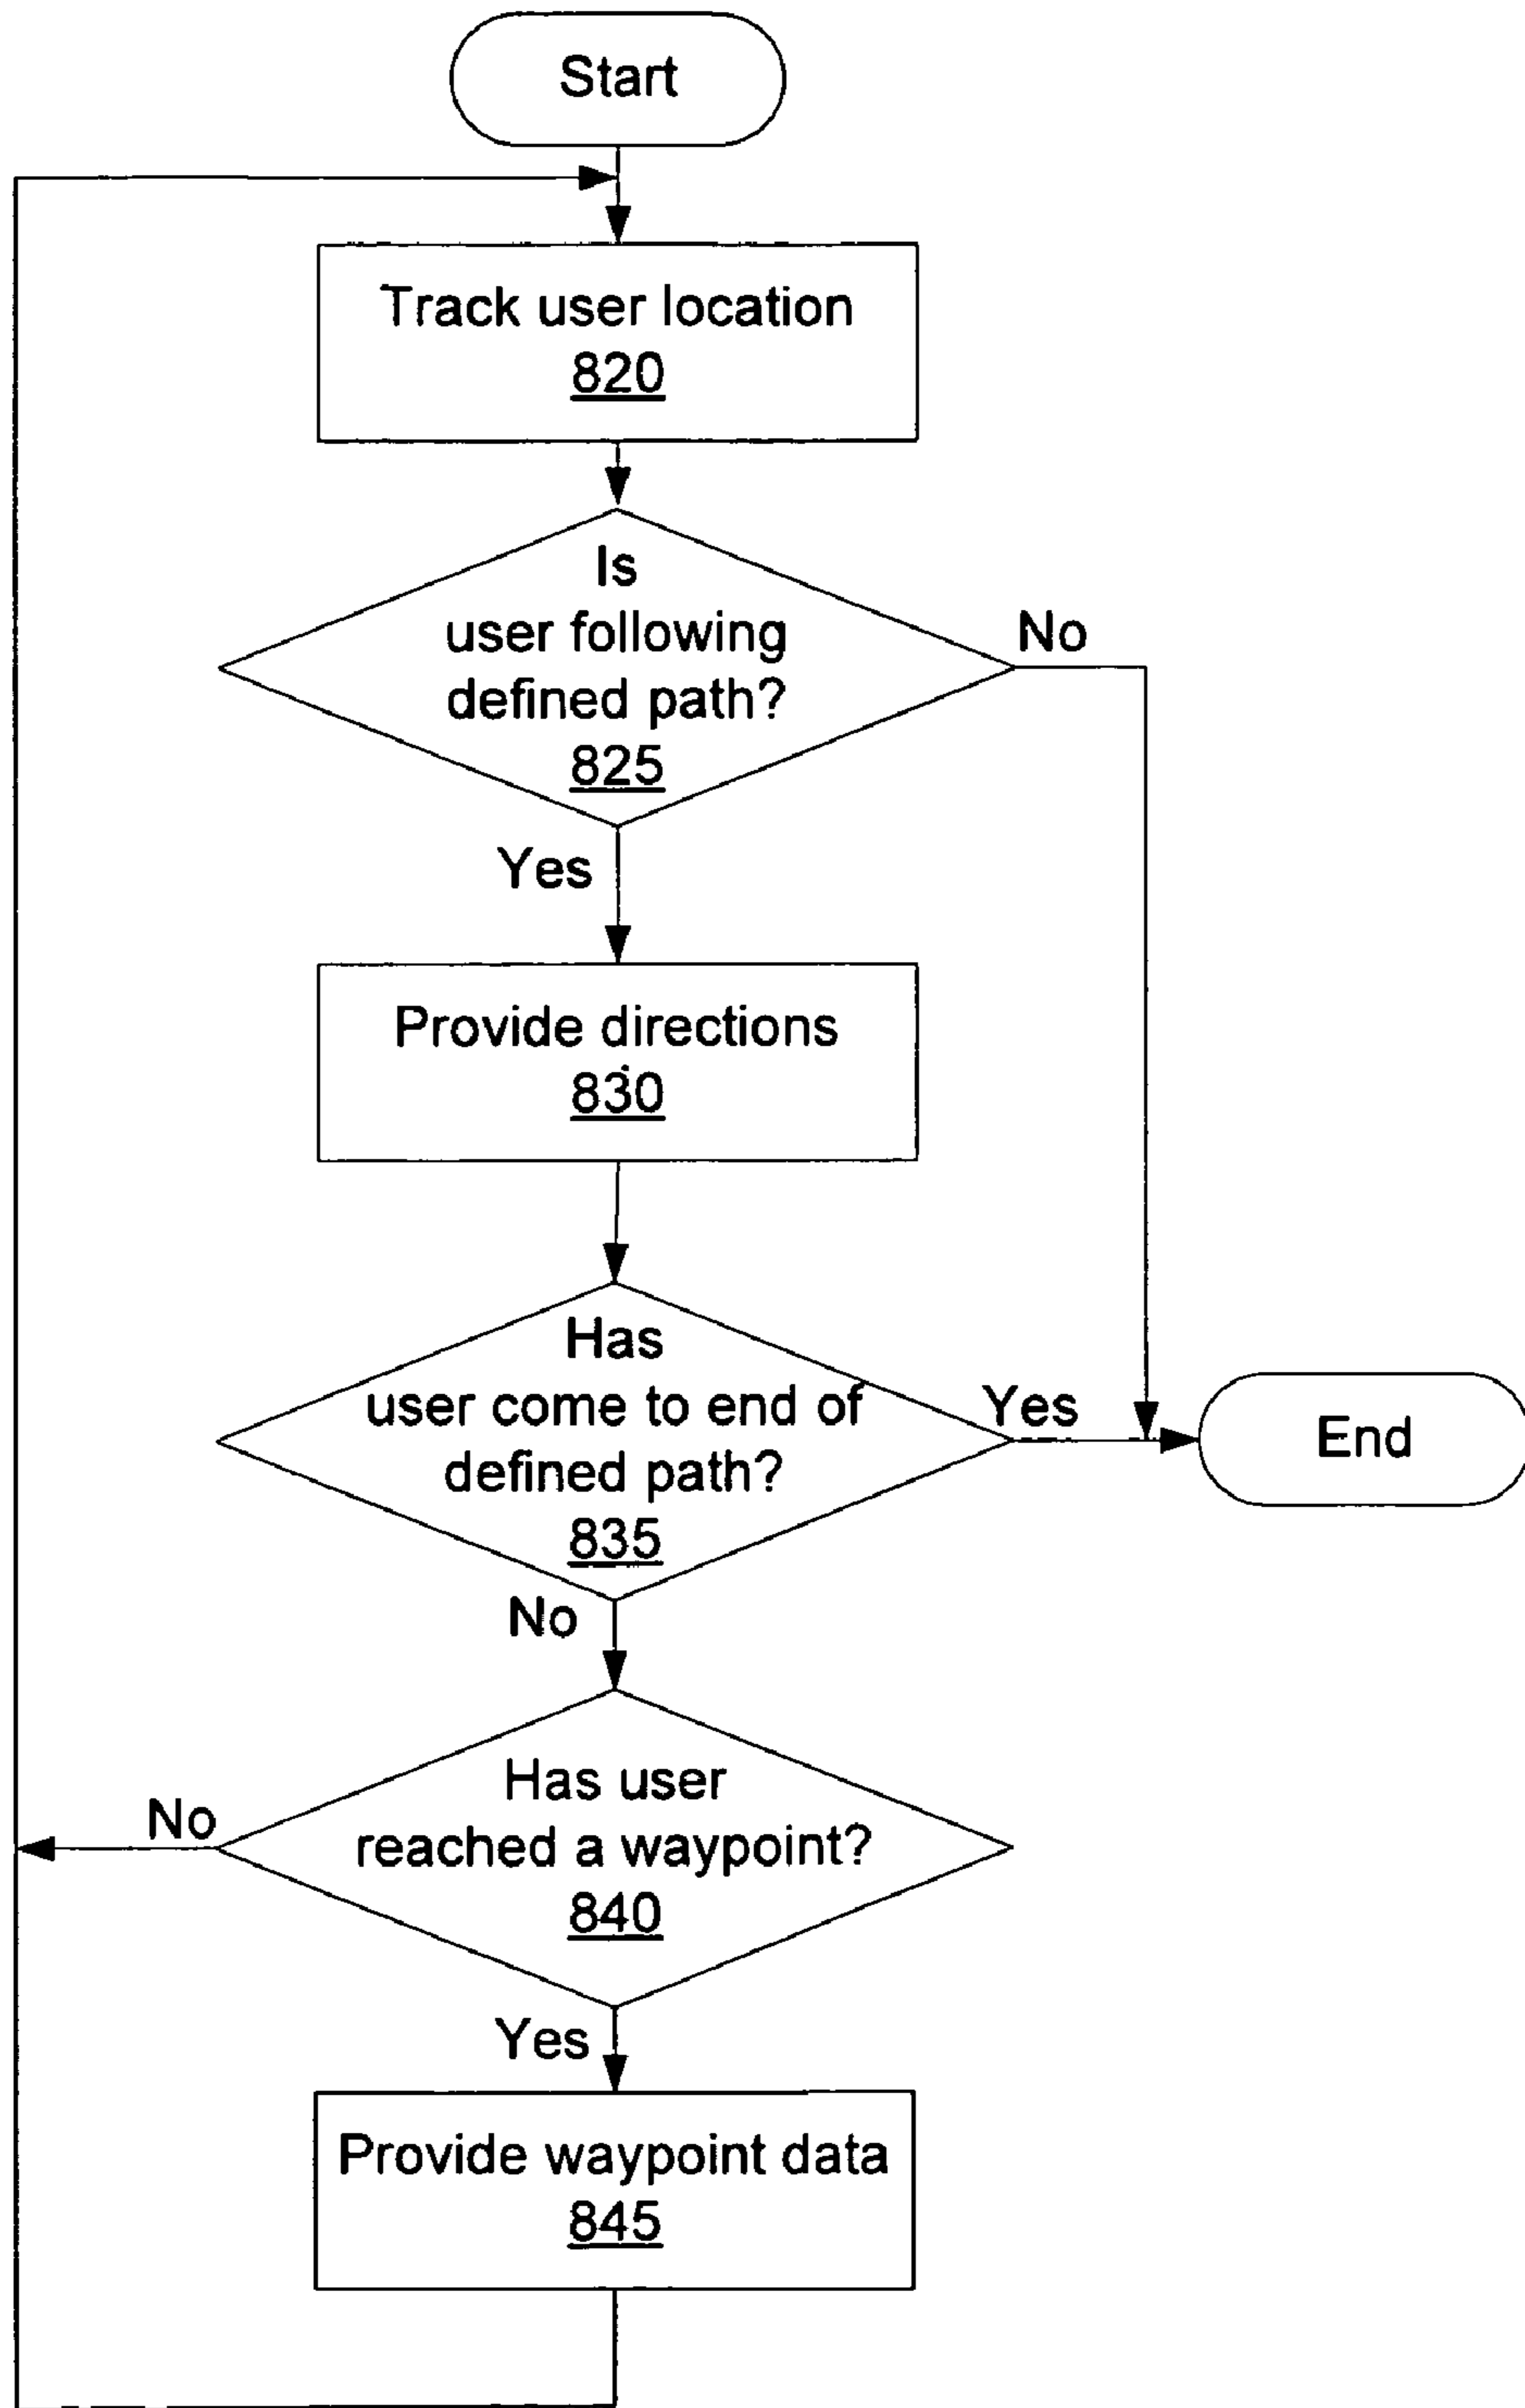 Start
Track user location
820
Is
user following
defined path?
825
No
Yes
Provide directions
830
Has
user come to end of
defined path?
835
Yes
End
No
Has user
reached a waypoint?
840
No
Yes
Provide waypoint data
845